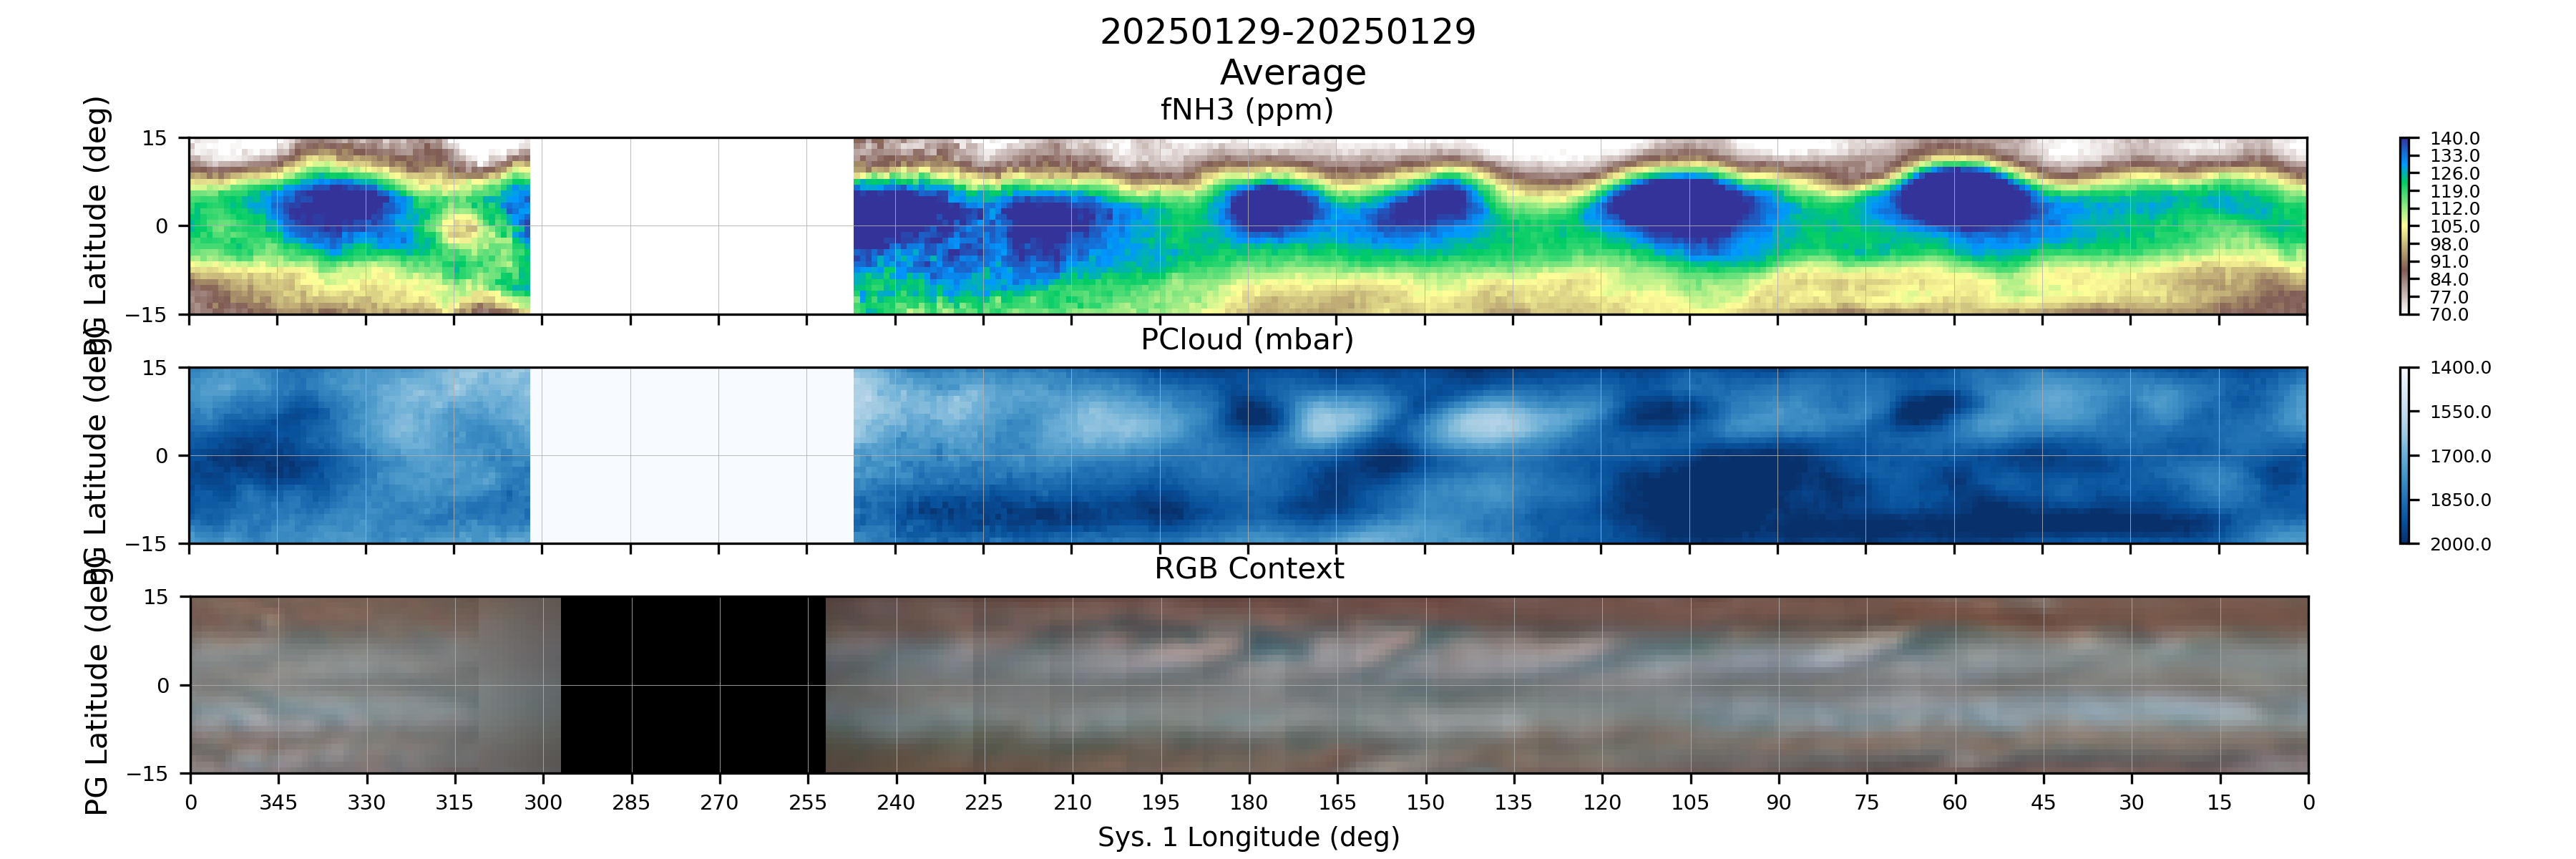 20250129-20250129
Average
fNH3 (ppm)
PG Latitude (deg)
15
0
−15
140.0
133.0
126.0
119.0
112.0
105.0
98.0
91.0
84.0
77.0
70.0
PCloud (mbar)
PG Latitude (deg)
15
0
−15
1400.0
1550.0
1700.0
1850.0
2000.0
RGB Context
PG Latitude (deg)
15
0
−15
0 345 330 315 300 285 270 255 240 225 210 195 180 165 150 135 120 105 90 75 60 45 30 15 0
Sys. 1 Longitude (deg)